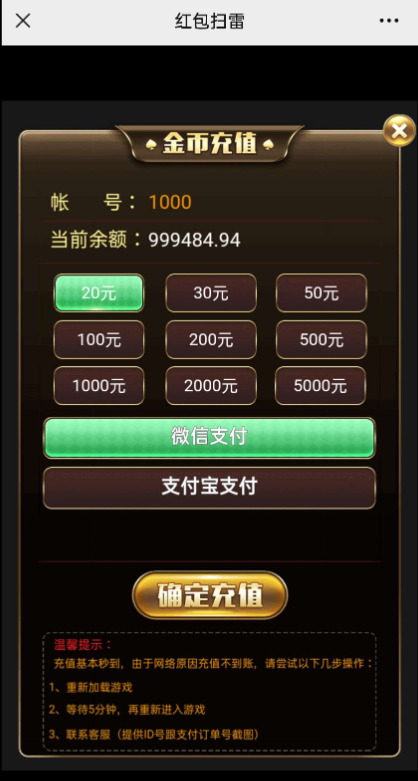 红包扫雷
金币充值
帐 号：1000
当前余额：999484.94
20元 30元 50元
100元 200元 500元
1000元 2000元 5000元
微信支付
支付宝支付
确定充值
温馨提示：
充值基本秒到，由于网络原因充值不到账，请尝试以下几步操作：
1、重新加载游戏
2、等待5分钟，再重新进入游戏
3、联系客服（提供ID号跟支付订单号截图）